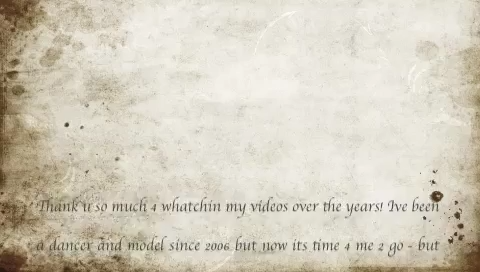 Thank u so much 4 whatchin my videos over the years! Ive been
a dancer and model since 2006 but now its time 4 me 2 go - but